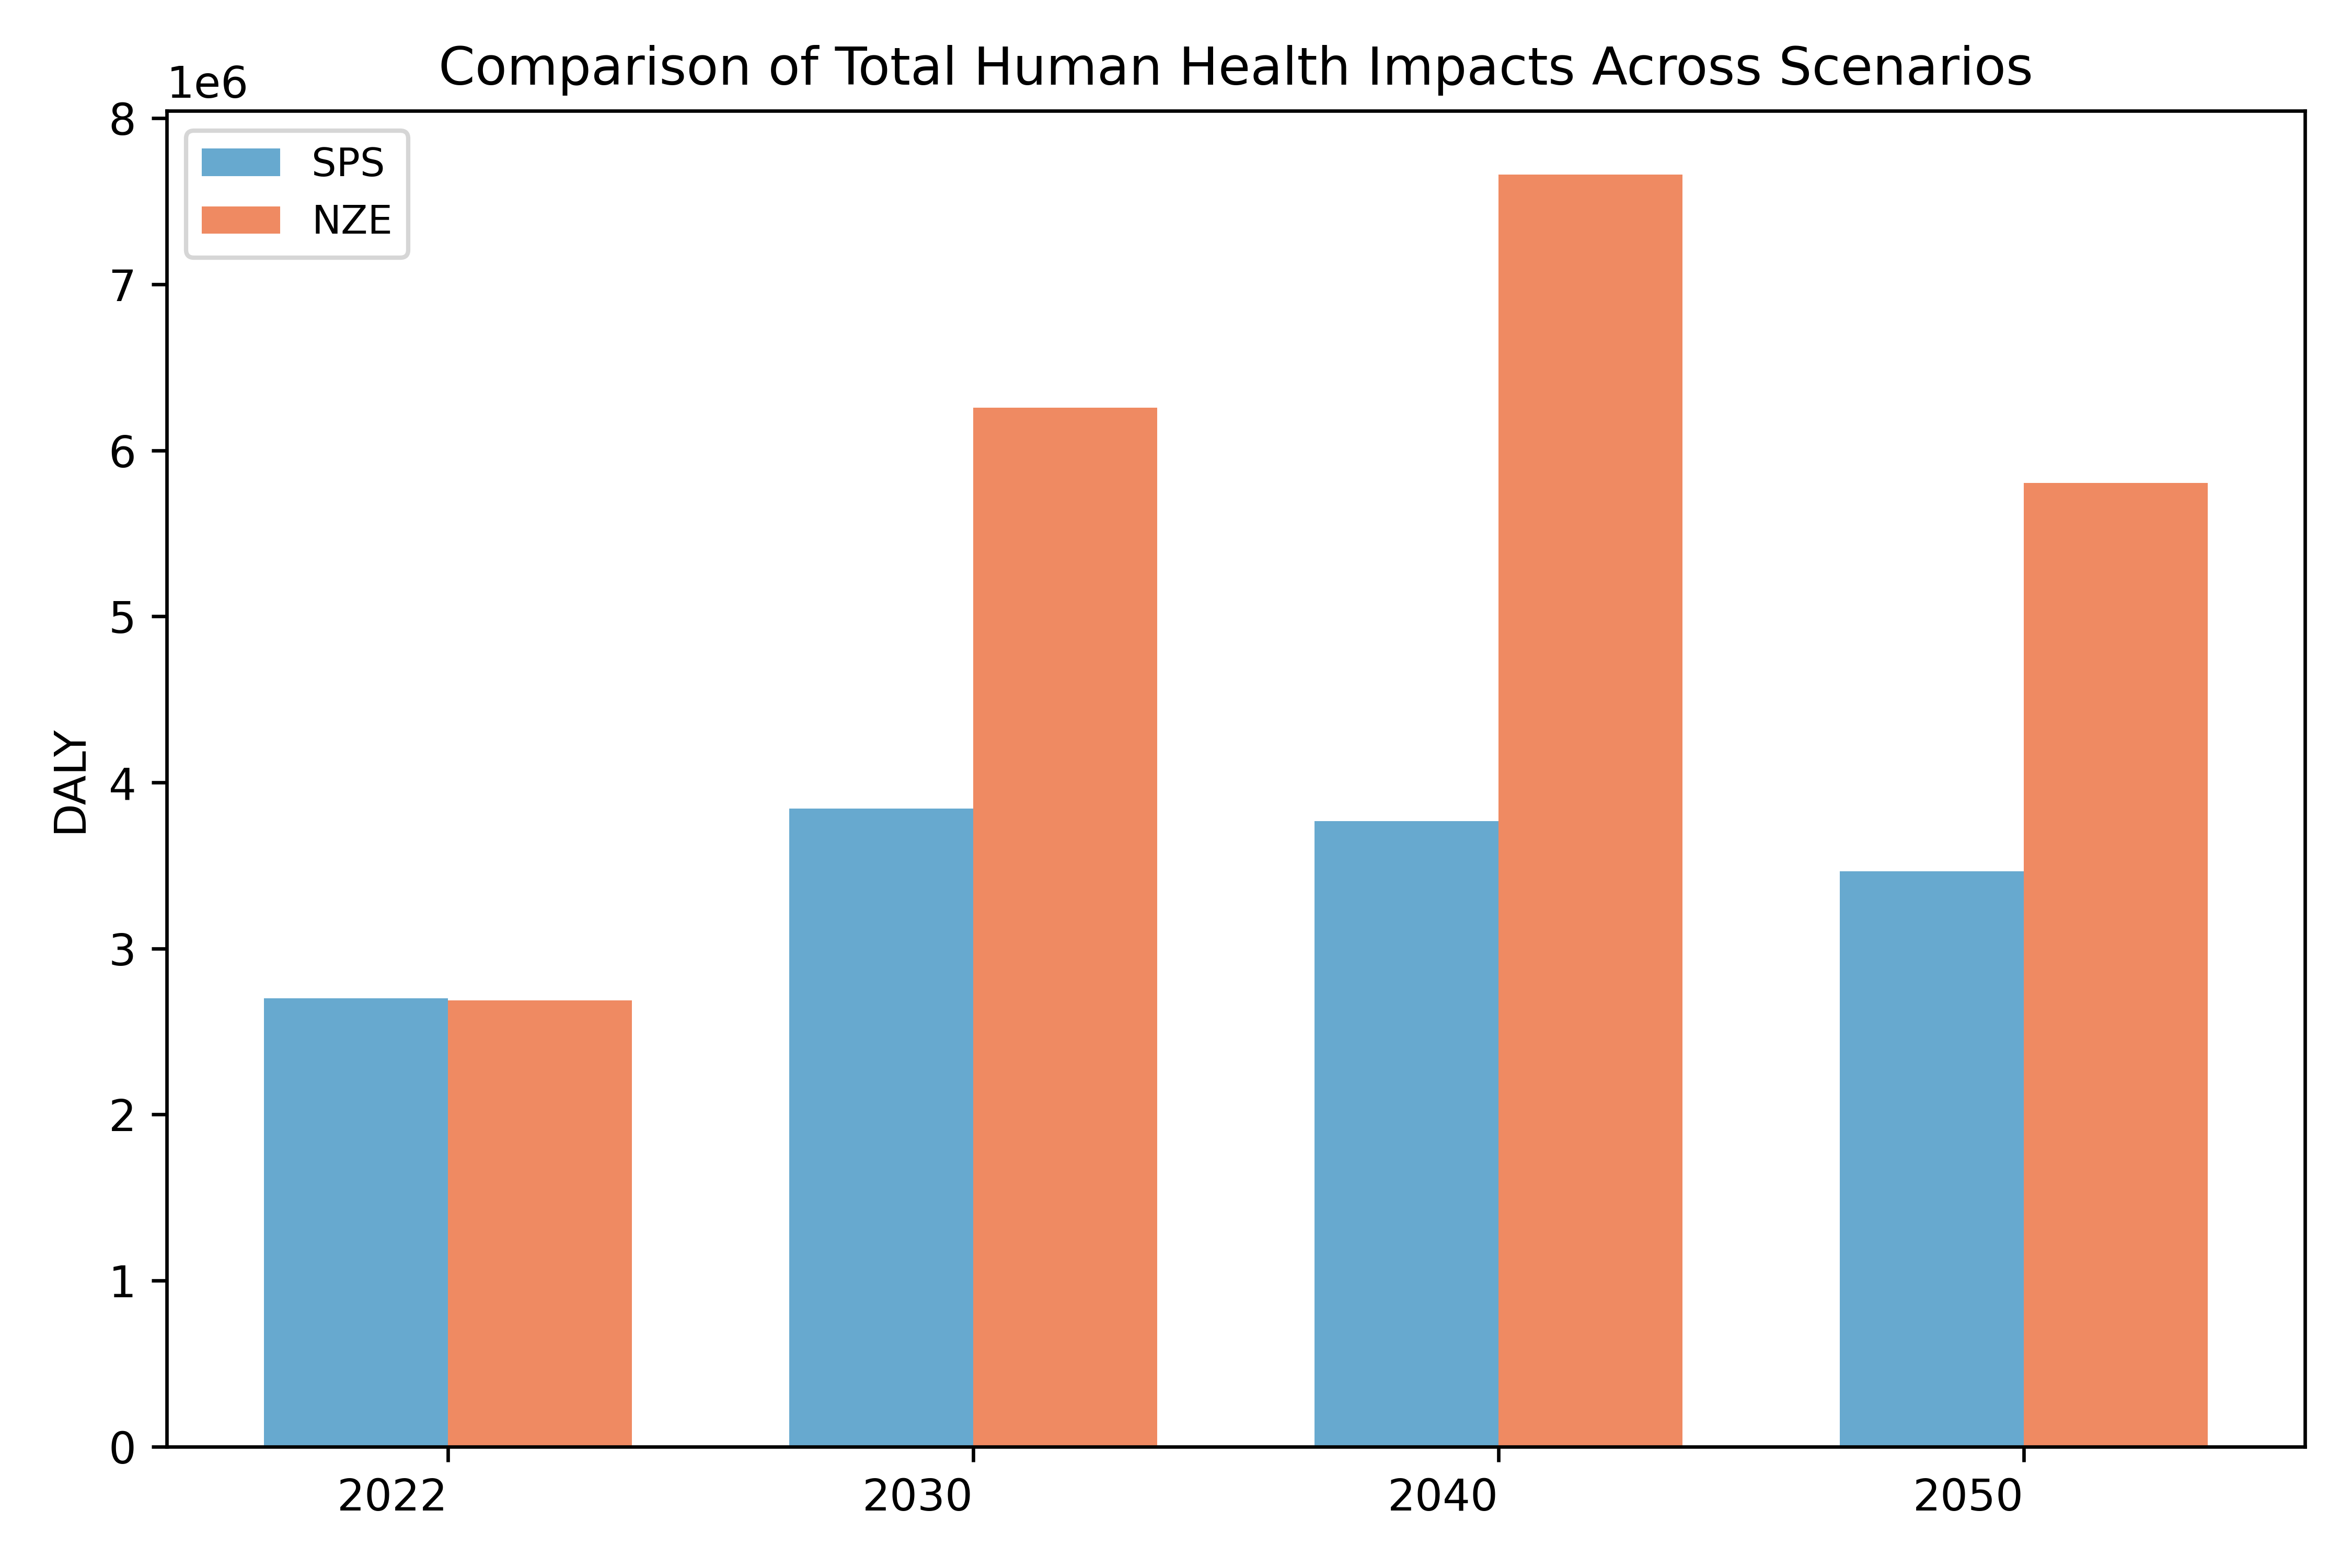 Comparison of Total Human Health Impacts Across Scenarios
1e6
8
7
6
5
4
3
2
1
0
DALY
SPS
NZE
2022 2030 2040 2050